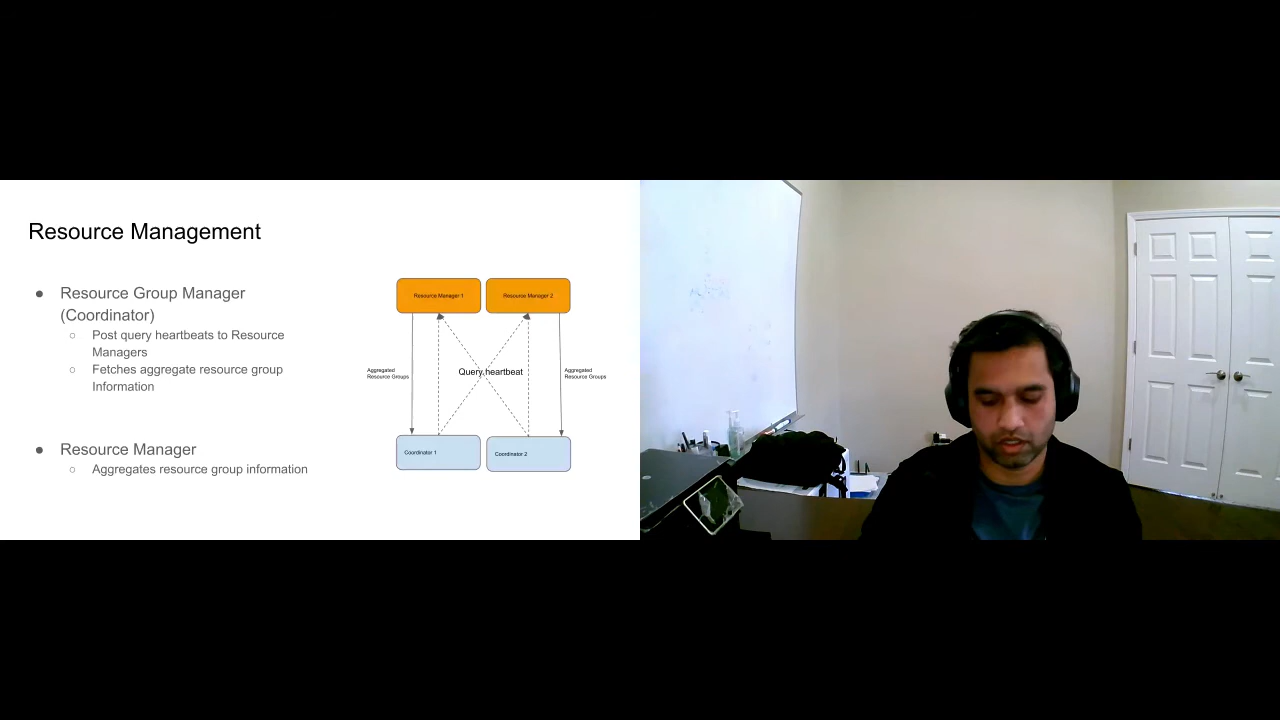 Resource Management
● Resource Group Manager
(Coordinator)
○ Post query heartbeats to Resource
Managers
○ Fetches aggregate resource group
Information
● Resource Manager
○ Aggregates resource group information
Resource Manager 1
Resource Manager 2
Aggregated
Resource Groups
Query heartbeat
Aggregated
Resource Groups
Coordinator 1
Coordinator 2